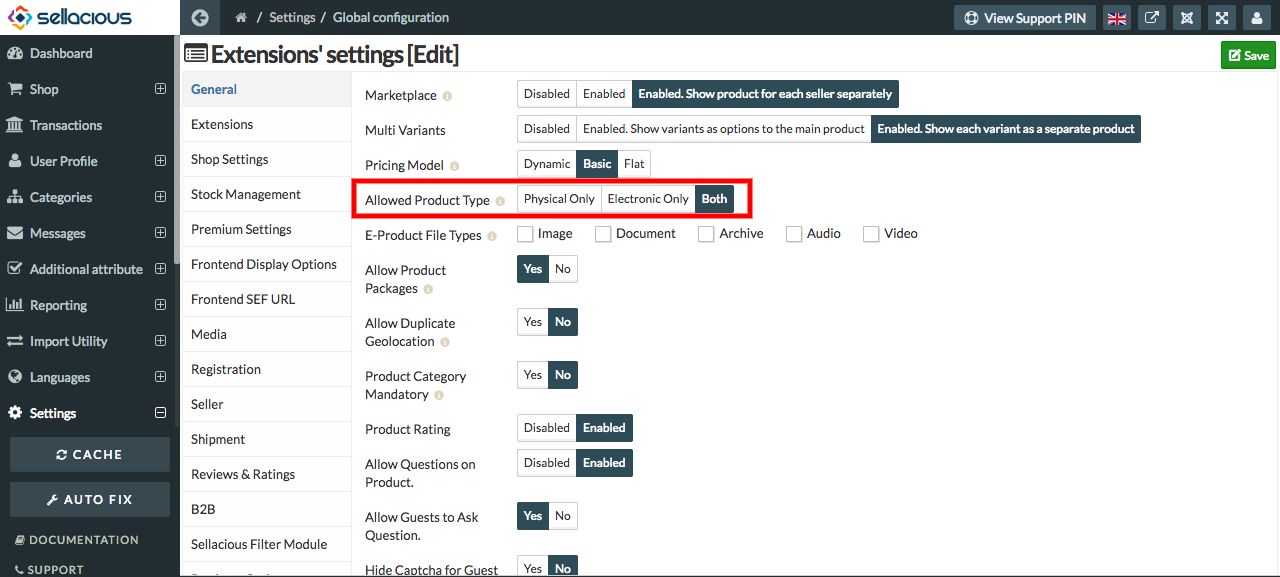 sellacious
/ Settings / Global configuration
View Support PIN
Dashboard
Shop
Transactions
User Profile
Categories
Messages
Additional attribute
Reporting
Import Utility
Languages
Settings
CACHE
AUTO FIX
DOCUMENTATION
SUPPORT
Extensions' settings [Edit]
Save
General
Extensions
Shop Settings
Stock Management
Premium Settings
Frontend Display Options
Frontend SEF URL
Media
Registration
Seller
Shipment
Reviews & Ratings
B2B
Sellacious Filter Module
Marketplace Disabled Enabled Enabled. Show product for each seller separately
Multi Variants Disabled Enabled. Show variants as options to the main product Enabled. Show each variant as a separate product
Pricing Model Dynamic Basic Flat
Allowed Product Type Physical Only Electronic Only Both
E-Product File Types Image Document Archive Audio Video
Allow Product Yes No
Packages
Allow Duplicate Yes No
Geolocation
Product Category Yes No
Mandatory
Product Rating Disabled Enabled
Allow Questions on Disabled Enabled
Product.
Allow Guests to Ask Yes No
Question.
Hide Captcha for Guest Yes No